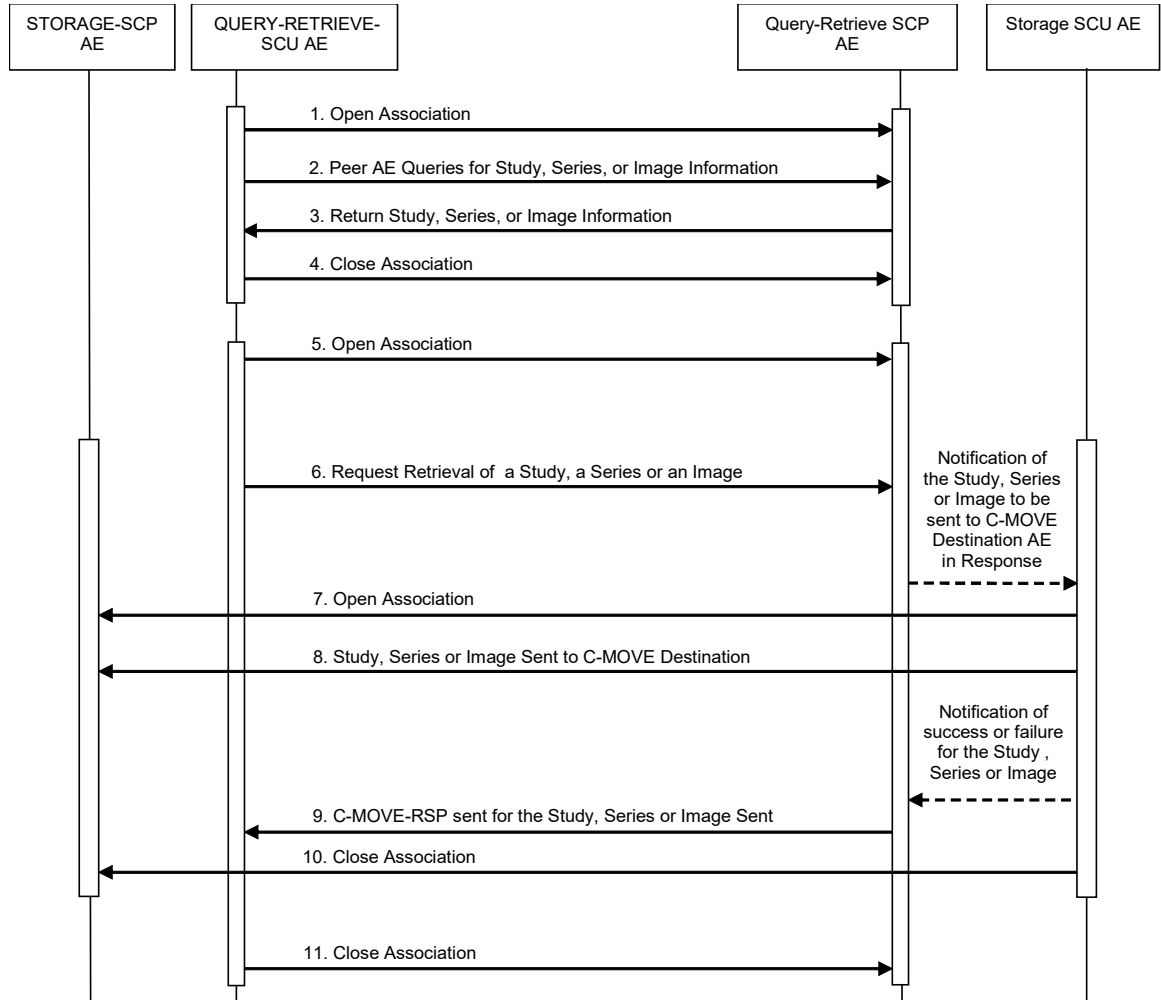 STORAGE-SCP
AE
QUERY-RETRIEVE-
SCU AE
Query-Retrieve SCP
AE
Storage SCU AE
1. Open Association
2. Peer AE Queries for Study, Series, or Image Information
3. Return Study, Series, or Image Information
4. Close Association
5. Open Association
6. Request Retrieval of  a Study, a Series or an Image
Notification of
the Study, Series
or Image to be
sent to C-MOVE
Destination AE
in Response
7. Open Association
8. Study, Series or Image Sent to C-MOVE Destination
Notification of
success or failure
for the Study ,
Series or Image
9. C-MOVE-RSP sent for the Study, Series or Image Sent
10. Close Association
11. Close Association